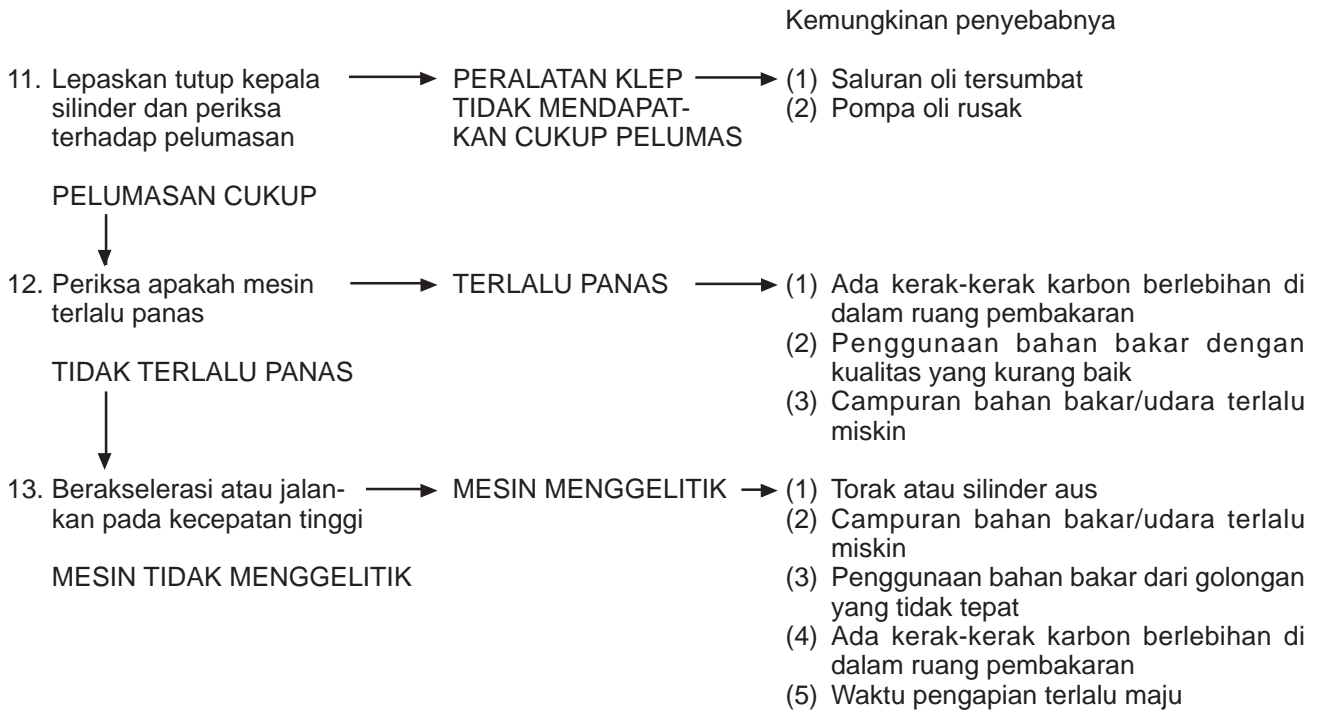 Kemungkinan penyebabnya
11. Lepaskan tutup kepala
silinder dan periksa
terhadap pelumasan
PERALATAN KLEP
TIDAK MENDAPAT-
KAN CUKUP PELUMAS
(1) Saluran oli tersumbat
(2) Pompa oli rusak
PELUMASAN CUKUP
12. Periksa apakah mesin
terlalu panas
TERLALU PANAS
(1) Ada kerak-kerak karbon berlebihan di
dalam ruang pembakaran
(2) Penggunaan bahan bakar dengan
kualitas yang kurang baik
(3) Campuran bahan bakar/udara terlalu
miskin
TIDAK TERLALU PANAS
13. Berakselerasi atau jalan-
kan pada kecepatan tinggi
MESIN MENGGELITIK
(1) Torak atau silinder aus
(2) Campuran bahan bakar/udara terlalu
miskin
(3) Penggunaan bahan bakar dari golongan
yang tidak tepat
(4) Ada kerak-kerak karbon berlebihan di
dalam ruang pembakaran
(5) Waktu pengapian terlalu maju
MESIN TIDAK MENGGELITIK